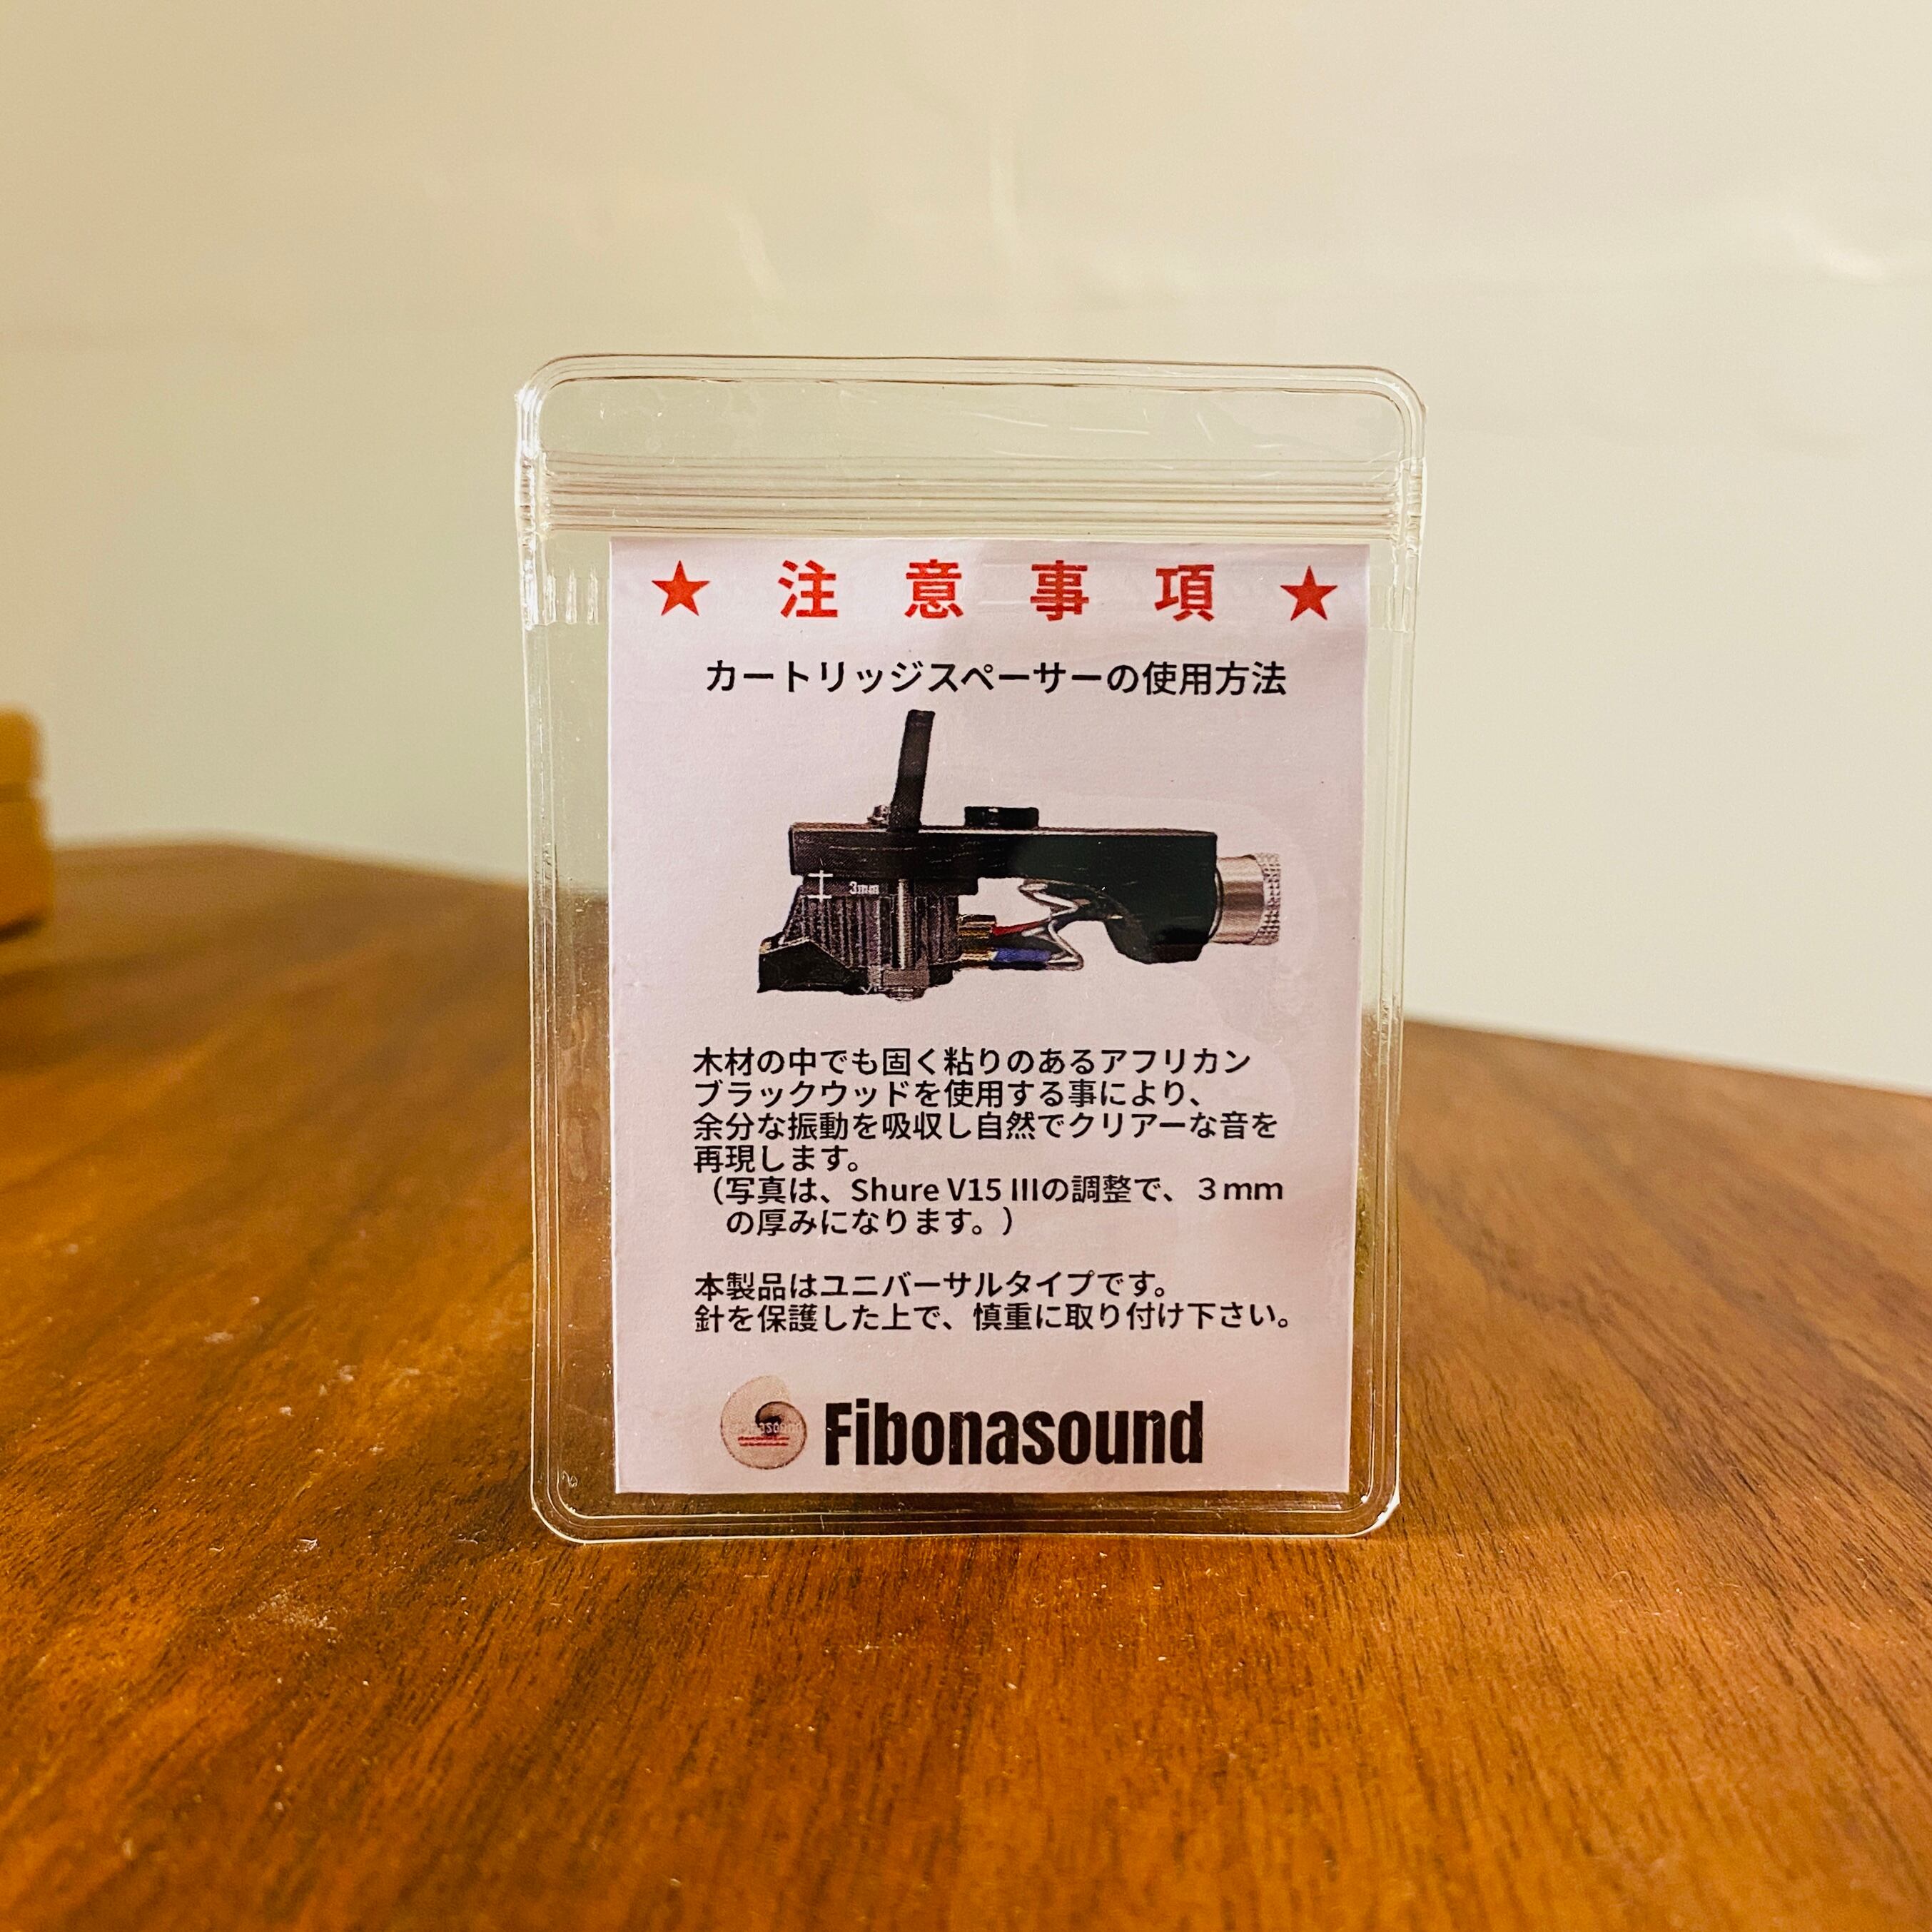 ★ 注意事項 ★
カートリッジスペーサーの使用方法
3mm
木材の中でも固く粘りのあるアフリカン
ブラックウッドを使用する事により、
余分な振動を吸収し自然でクリアーな音を
再現します。
（写真は、Shure V15 IIIの調整で、３mm
の厚みになります。）
本製品はユニバーサルタイプです。
針を保護した上で、慎重に取り付け下さい。
Fibonasound